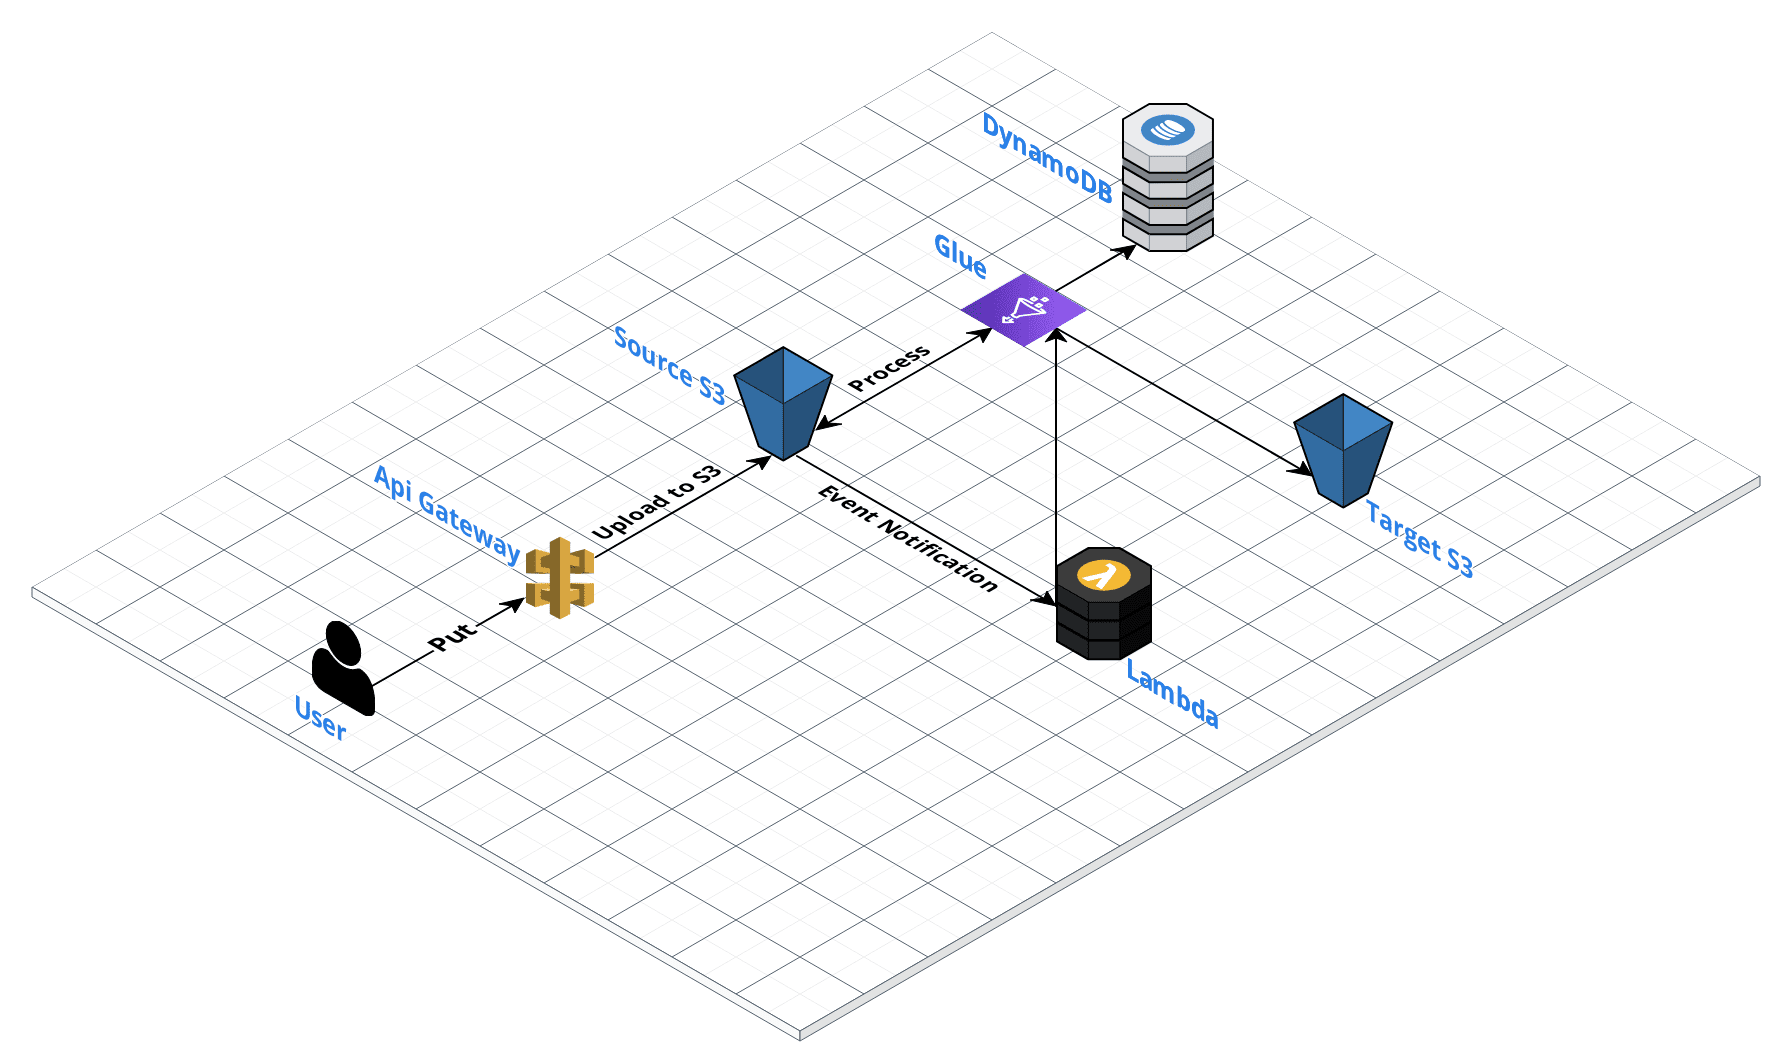 DynamoDB
Glue
Source S3
Process
Api Gateway
Upload to S3
Event Notification
Target S3
Put
User
Lambda